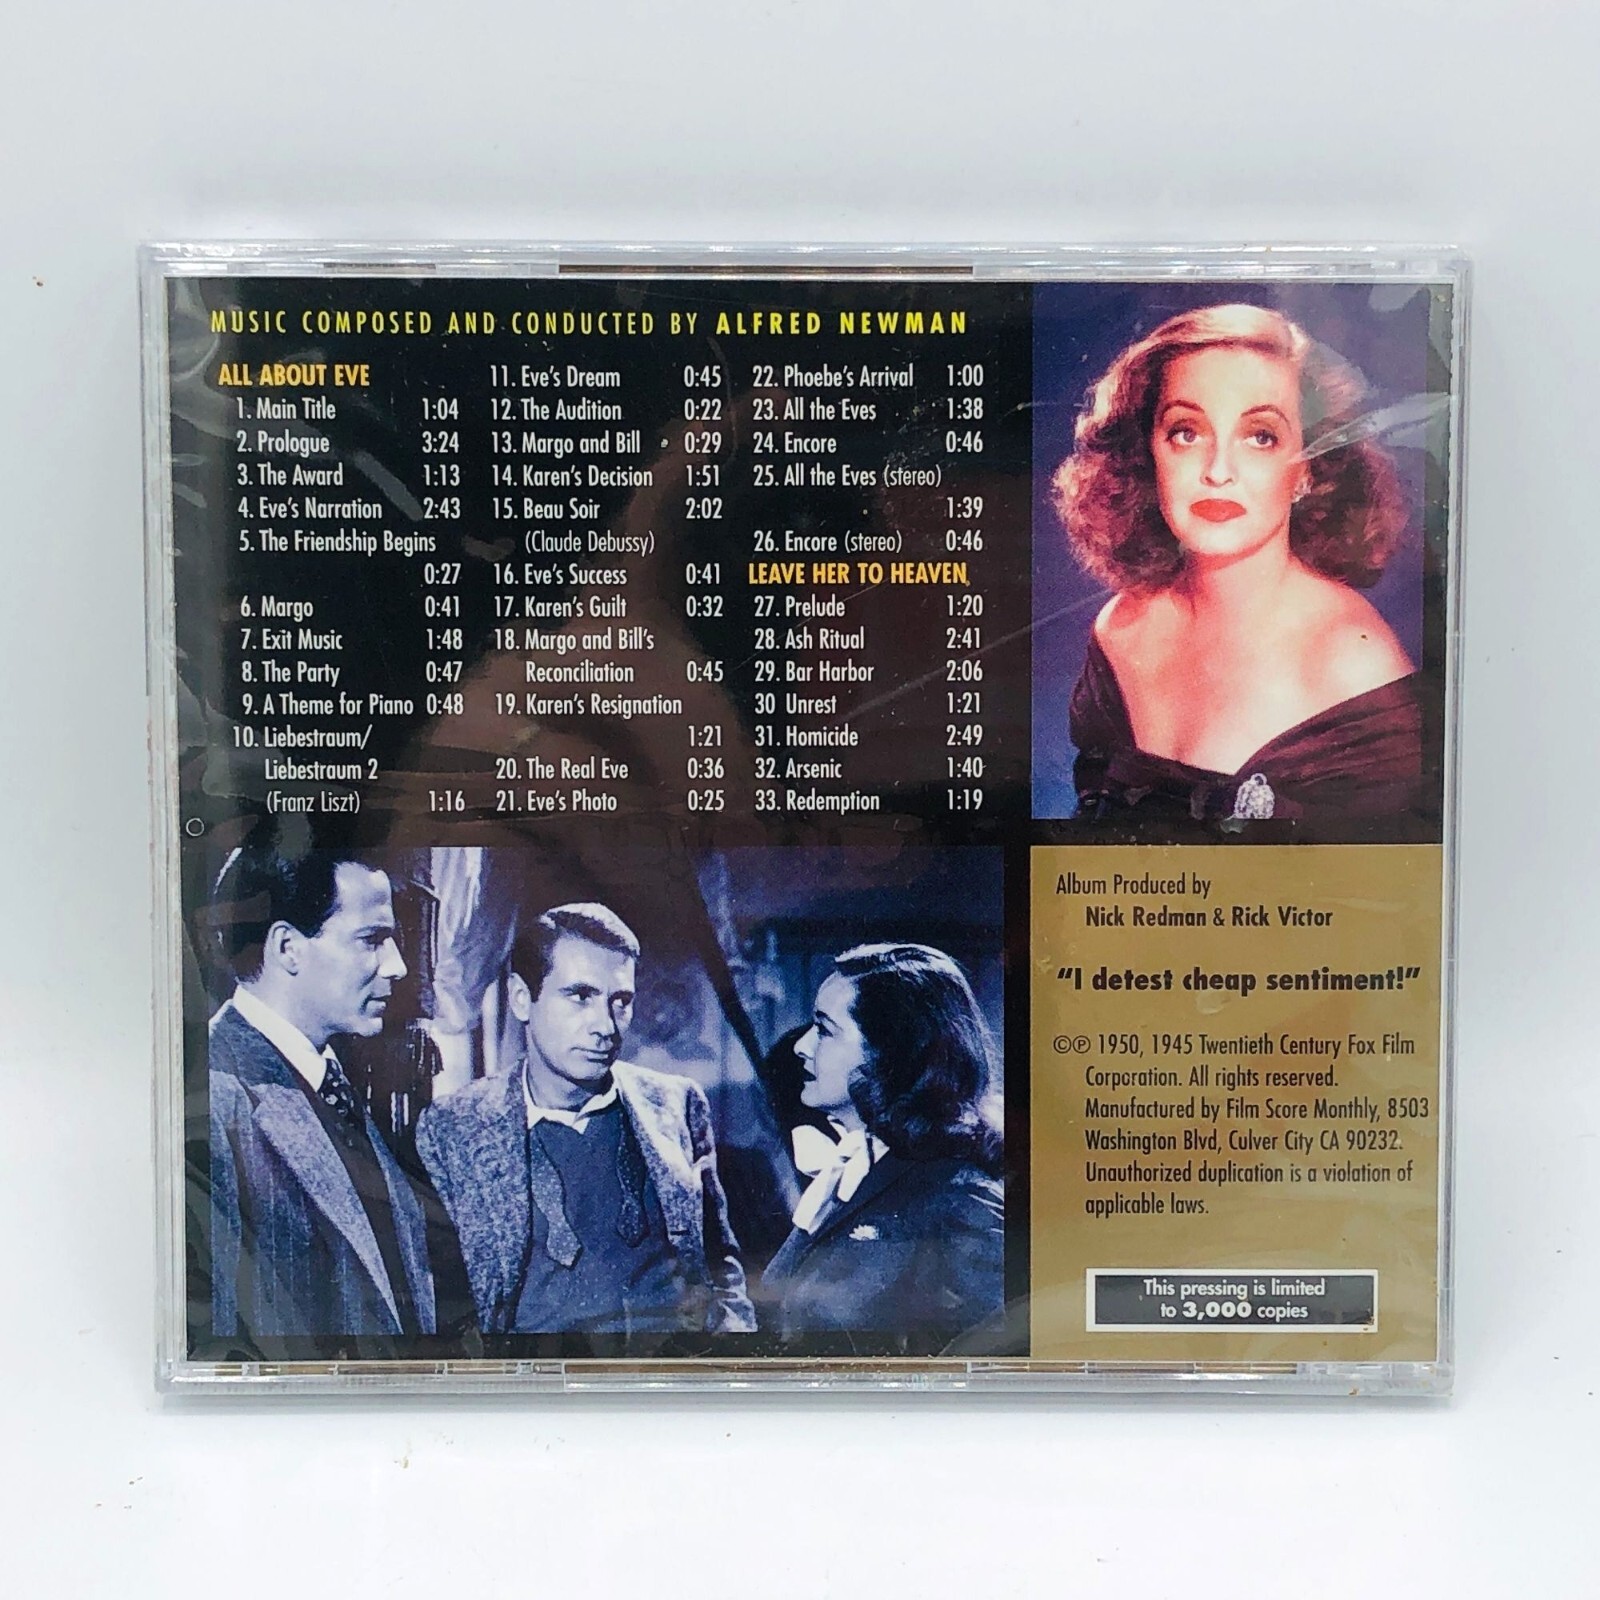 MUSIC COMPOSED AND CONDUCTED BY ALFRED NEWMAN
ALL ABOUT EVE
1. Main Title 1:04
2. Prologue 3:24
3. The Award 1:13
4. Eve's Narration 2:43
5. The Friendship Begins
0:27
6. Margo 0:41
7. Exit Music 1:48
8. The Party 0:47
9. A Theme for Piano 0:48
10. Liebestraum/
Liebestraum 2
(Franz Liszt) 1:16
11. Eve's Dream 0:45
12. The Audition 0:22
13. Margo and Bill 0:29
14. Karen's Decision 1:51
15. Beau Soir 2:02
(Claude Debussy)
16. Eve's Success 0:41
17. Karen's Guilt 0:32
18. Margo and Bill's
Reconciliation 0:45
19. Karen's Resignation
1:21
20. The Real Eve 0:36
21. Eve's Photo 0:25
22. Phoebe's Arrival 1:00
23. All the Eves 1:38
24. Encore 0:46
25. All the Eves (stereo)
1:39
26. Encore (stereo) 0:46
LEAVE HER TO HEAVEN
27. Prelude 1:20
28. Ash Ritual 2:41
29. Bar Harbor 2:06
30 Unrest 1:21
31. Homicide 2:49
32. Arsenic 1:40
33. Redemption 1:19
Album Produced by
Nick Redman & Rick Victor
"I detest cheap sentiment!"
©℗ 1950, 1945 Twentieth Century Fox Film
Corporation. All rights reserved.
Manufactured by Film Score Monthly, 8503
Washington Blvd, Culver City CA 90232.
Unauthorized duplication is a violation of
applicable laws.
This pressing is limited
to 3,000 copies